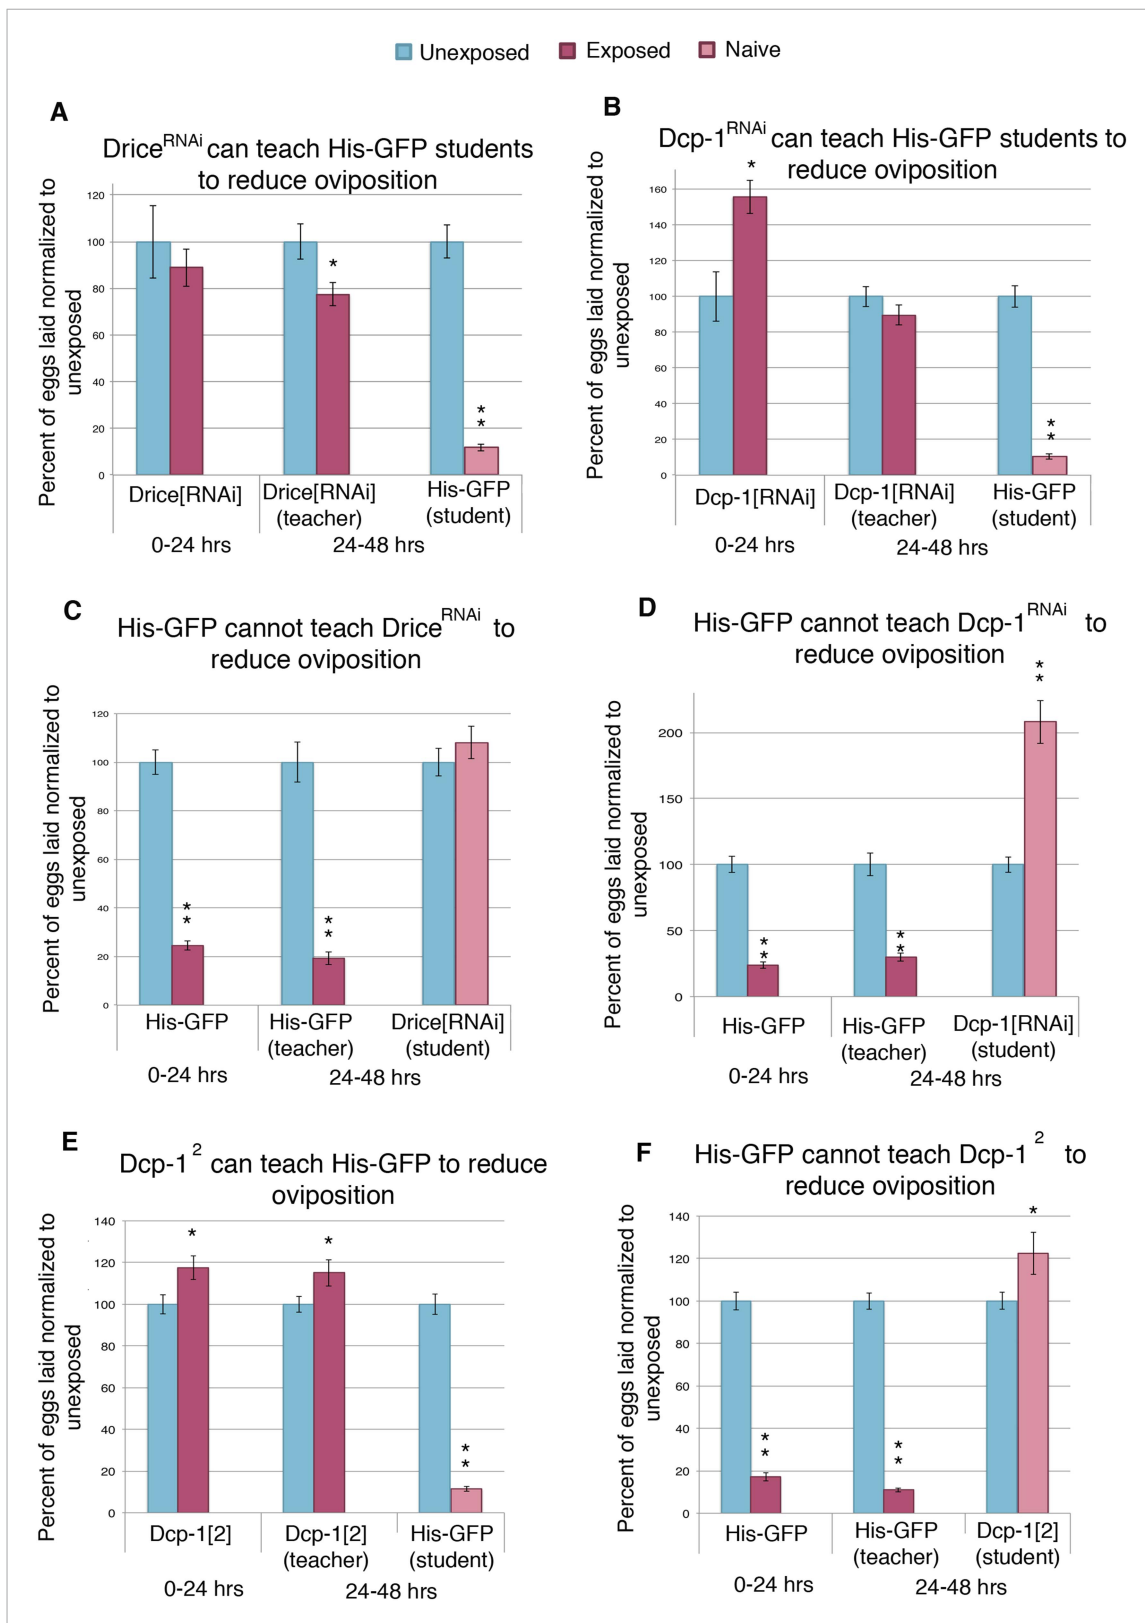 Unexposed Exposed Naive
A
Drice^RNAi can teach His-GFP students
to reduce oviposition
Percent of eggs laid normalized to
unexposed
120
100
80
60
40
20
0
*
*
*
Drice[RNAi] Drice[RNAi] His-GFP
(teacher) (student)
0-24 hrs 24-48 hrs
B
Dcp-1^RNAi can teach His-GFP students to
reduce oviposition
Percent of eggs laid normalized to
unexposed
160
140
120
100
80
60
40
20
0
*
*
*
Dcp-1[RNAi] Dcp-1[RNAi] His-GFP
(teacher) (student)
0-24 hrs 24-48 hrs
C
His-GFP cannot teach Drice^RNAi to
reduce oviposition
Percent of eggs laid normalized to
unexposed
120
100
80
60
40
20
0
*
*
*
*
His-GFP His-GFP Drice[RNAi]
(teacher) (student)
0-24 hrs 24-48 hrs
D
His-GFP cannot teach Dcp-1^RNAi to
reduce oviposition
Percent of eggs laid normalized to
unexposed
200
150
100
50
0
*
*
*
*
*
*
His-GFP His-GFP Dcp-1[RNAi]
(teacher) (student)
0-24 hrs 24-48 hrs
E
Dcp-1^2 can teach His-GFP to reduce
oviposition
Percent of eggs laid normalized to
unexposed
140
120
100
80
60
40
20
0
*
*
*
*
Dcp-1[2] Dcp-1[2] His-GFP
(teacher) (student)
0-24 hrs 24-48 hrs
F
His-GFP cannot teach Dcp-1^2 to
reduce oviposition
Percent of eggs laid normalized to
unexposed
140
120
100
80
60
40
20
0
*
*
*
*
*
His-GFP His-GFP Dcp-1[2]
(teacher) (student)
0-24 hrs 24-48 hrs